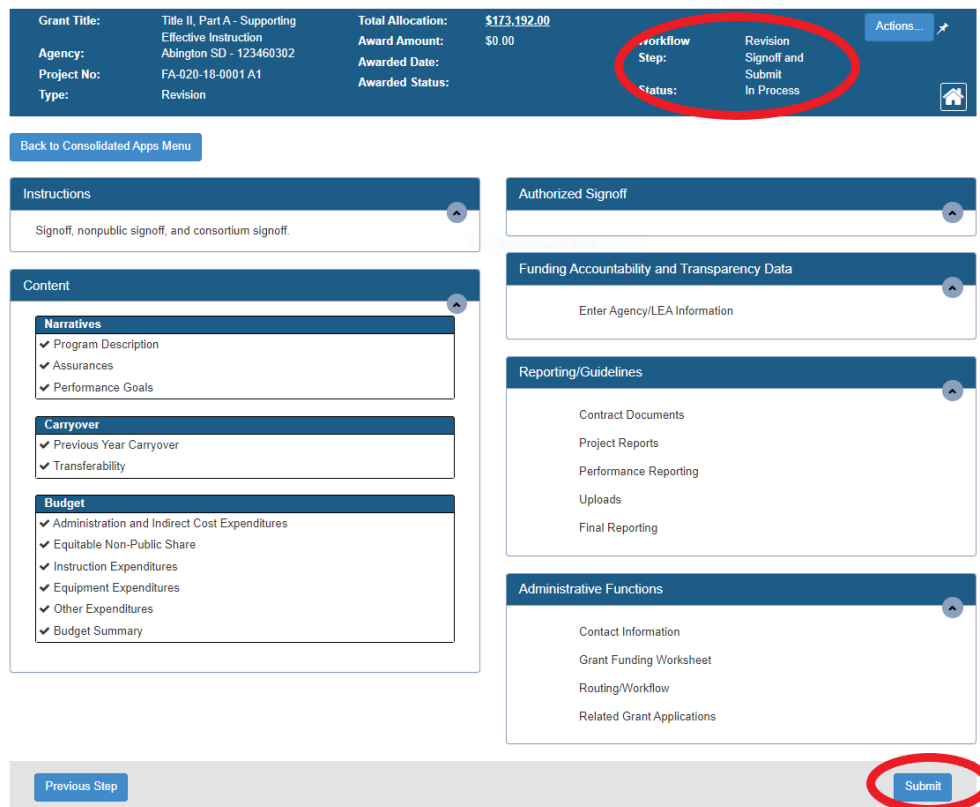 Grant Title: Title II, Part A - Supporting Effective Instruction
Agency: Abington SD - 123460302
Project No: FA-020-18-0001 A1
Type: Revision
Total Allocation: $173,192.00
Award Amount: $0.00
Awarded Date:
Awarded Status:
Workflow Step: Revision Signoff and Submit
Status: In Process
Actions...
Back to Consolidated Apps Menu
Instructions
Signoff, nonpublic signoff, and consortium signoff.
Content
Narratives
Program Description
Assurances
Performance Goals
Carryover
Previous Year Carryover
Transferability
Budget
Administration and Indirect Cost Expenditures
Equitable Non-Public Share
Instruction Expenditures
Equipment Expenditures
Other Expenditures
Budget Summary
Authorized Signoff
Rectangular Snip
Funding Accountability and Transparency Data
Enter Agency/LEA Information
Reporting/Guidelines
Contract Documents
Project Reports
Performance Reporting
Uploads
Final Reporting
Administrative Functions
Contact Information
Grant Funding Worksheet
Routing/Workflow
Related Grant Applications
Previous Step
Submit